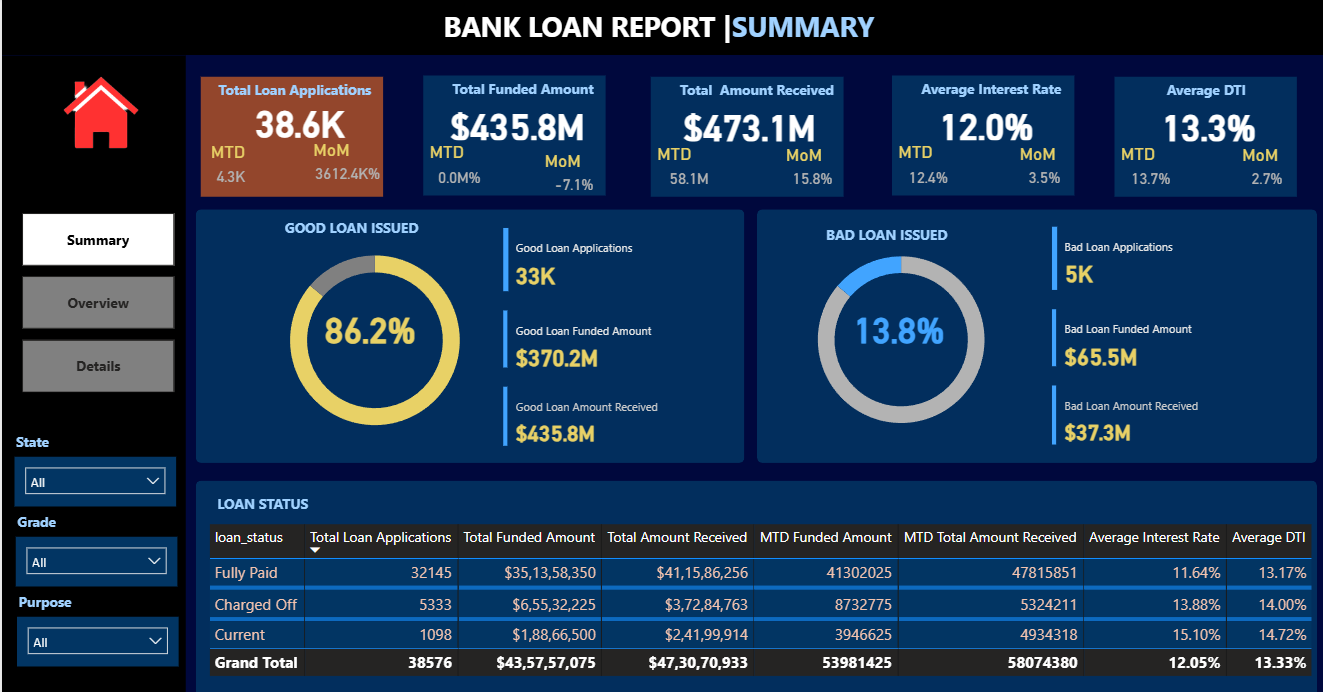 BANK LOAN REPORT |SUMMARY
Total Loan Applications
38.6K
MTD
MoM
4.3K
3612.4K%
Total Funded Amount
$435.8M
MTD
MoM
0.0M%
-7.1%
Total Amount Received
$473.1M
MTD
MoM
58.1M
15.8%
Average Interest Rate
12.0%
MTD
MoM
12.4%
3.5%
Average DTI
13.3%
MTD
MoM
13.7%
2.7%
Summary
Overview
Details
State
All
Grade
All
Purpose
All
GOOD LOAN ISSUED
86.2%
Good Loan Applications
33K
Good Loan Funded Amount
$370.2M
Good Loan Amount Received
$435.8M
BAD LOAN ISSUED
13.8%
Bad Loan Applications
5K
Bad Loan Funded Amount
$65.5M
Bad Loan Amount Received
$37.3M
LOAN STATUS
loan_status Total Loan Applications Total Funded Amount Total Amount Received MTD Funded Amount MTD Total Amount Received Average Interest Rate Average DTI
Fully Paid 32145 $35,13,58,350 $41,15,86,256 41302025 47815851 11.64% 13.17%
Charged Off 5333 $6,55,32,225 $3,72,84,763 8732775 5324211 13.88% 14.00%
Current 1098 $1,88,66,500 $2,41,99,914 3946625 4934318 15.10% 14.72%
Grand Total 38576 $43,57,57,075 $47,30,70,933 53981425 58074380 12.05% 13.33%